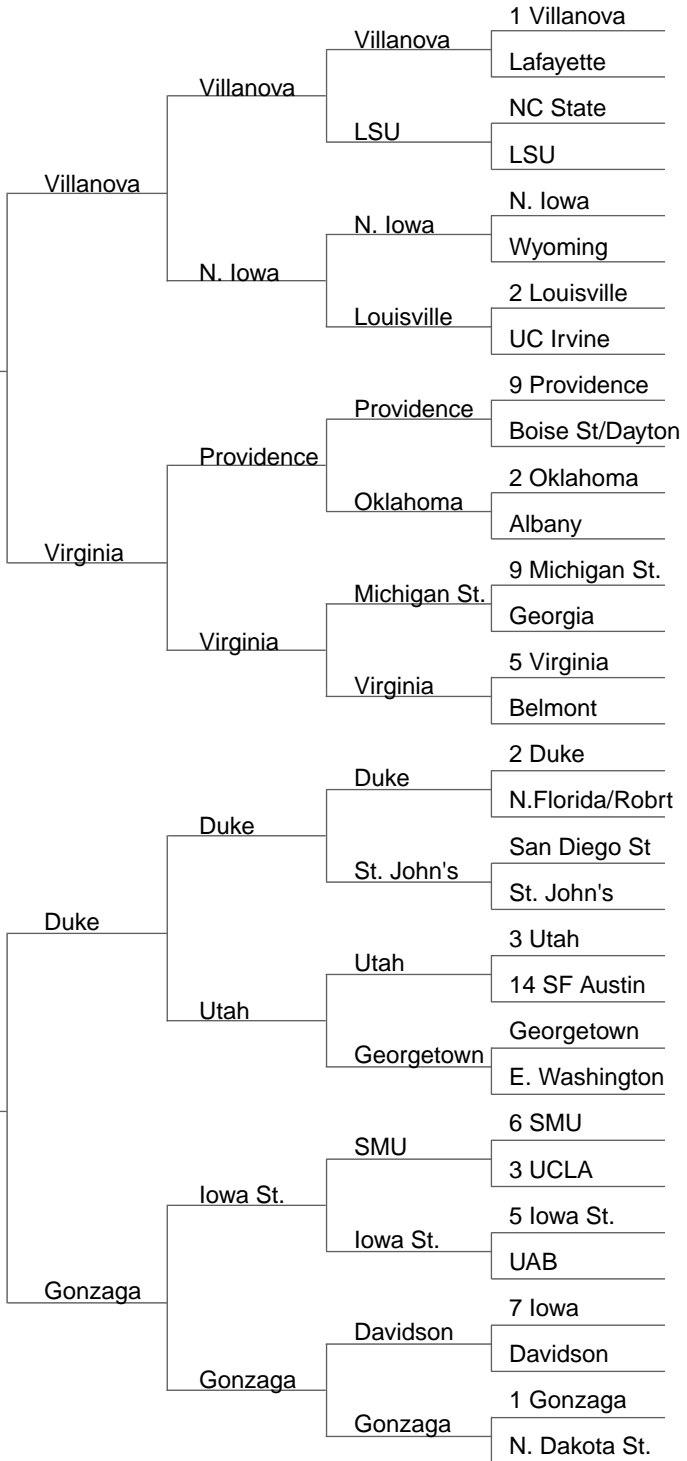 1 Villanova
Villanova
Lafayette
Villanova
NC State
LSU
LSU
Villanova
N. Iowa
N. Iowa
Wyoming
N. Iowa
2 Louisville
Louisville
UC Irvine
9 Providence
Providence
Boise St/Dayton
Providence
2 Oklahoma
Oklahoma
Albany
Virginia
9 Michigan St.
Michigan St.
Georgia
Virginia
5 Virginia
Virginia
Belmont
2 Duke
Duke
N.Florida/Robrt
Duke
San Diego St
St. John's
St. John's
Duke
3 Utah
Utah
14 SF Austin
Utah
Georgetown
Georgetown
E. Washington
6 SMU
SMU
3 UCLA
Iowa St.
5 Iowa St.
Iowa St.
UAB
Gonzaga
7 Iowa
Davidson
Davidson
Gonzaga
1 Gonzaga
Gonzaga
N. Dakota St.